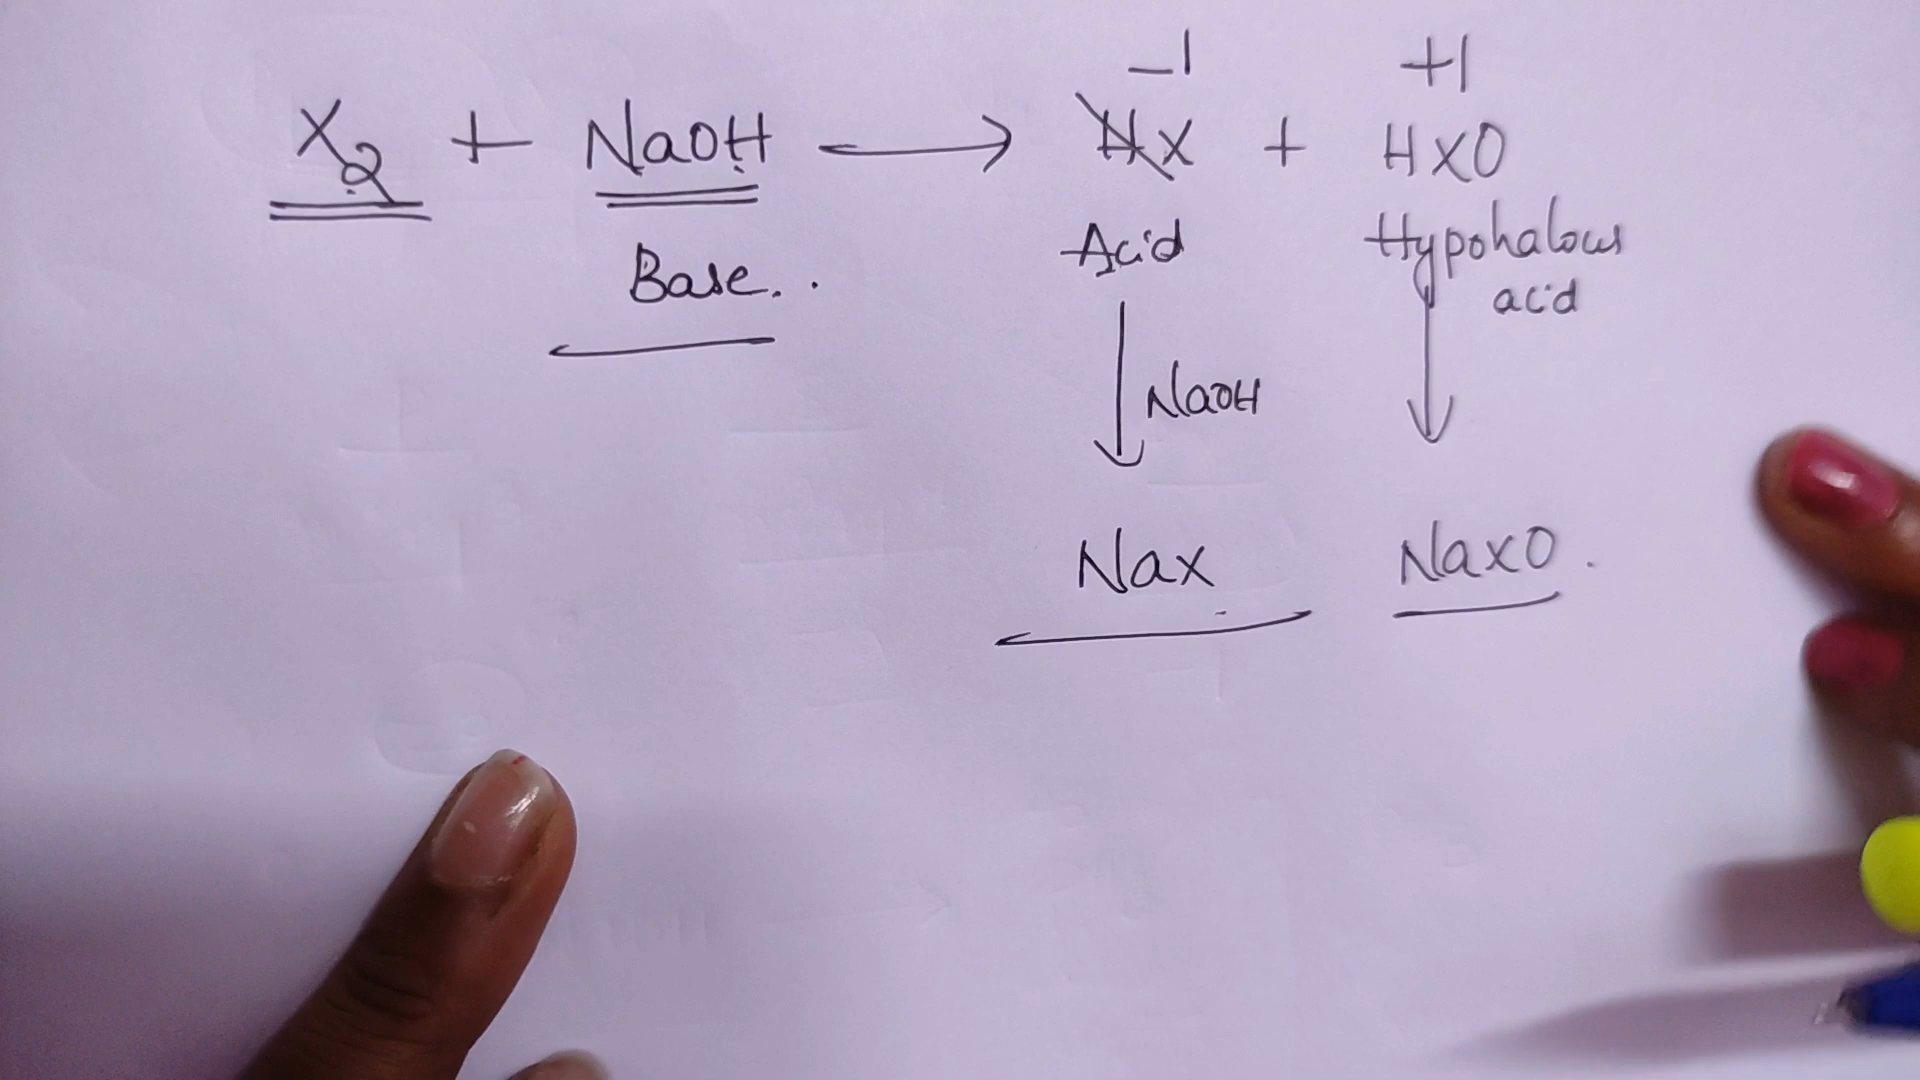 -1 +1
X2 + NaOH → HX + HXO
Base.. Acid Hypohalous
acid
NaOH
NaX NaXO.